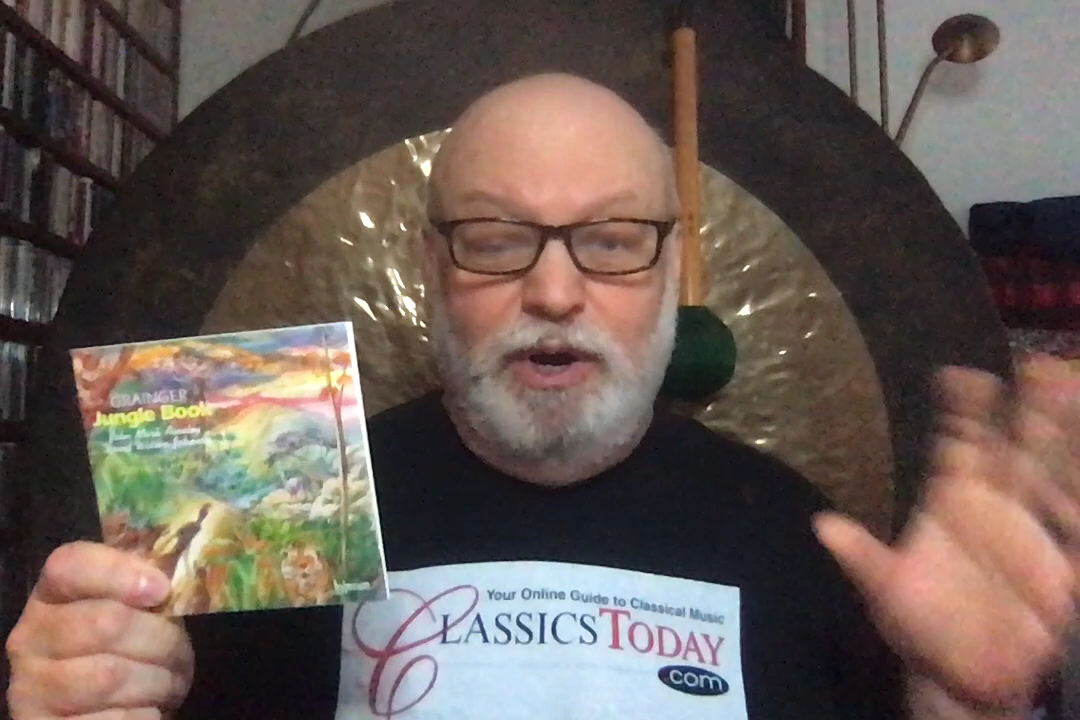 GRAINGER
Jungle Book
Your Online Guide to Classical Music
CLASSICSTODAY
com